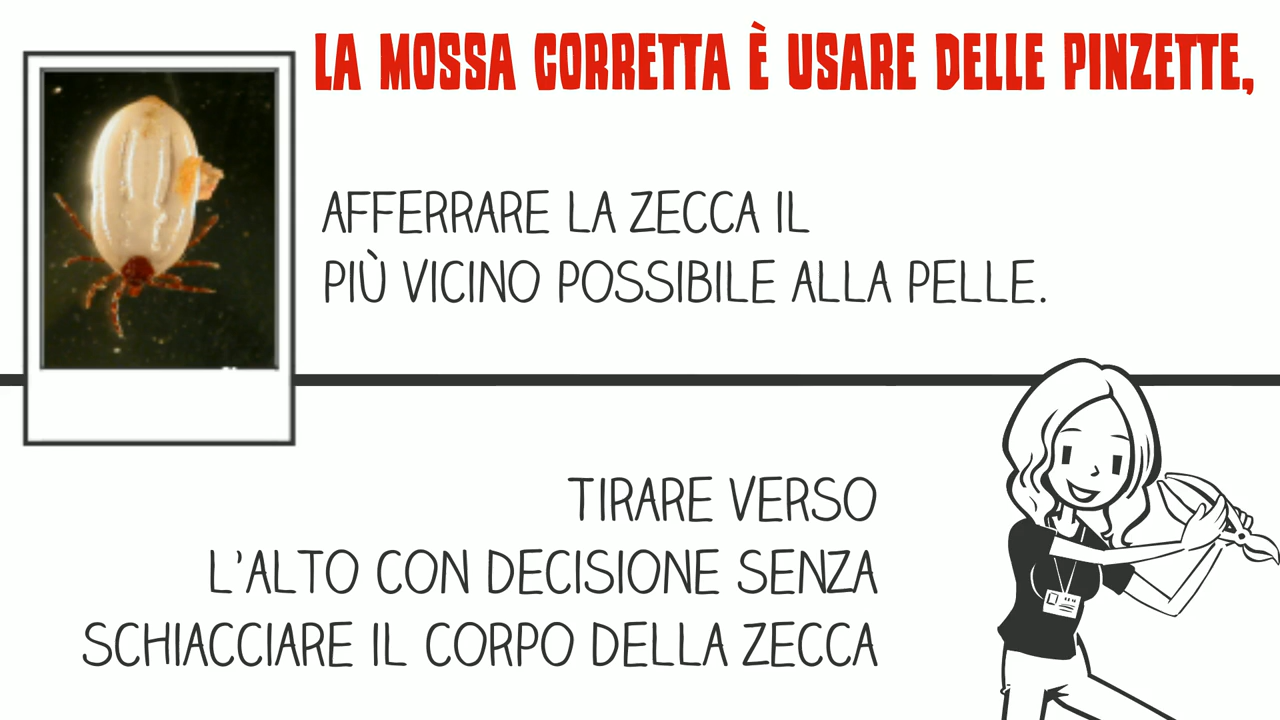 LA MOSSA CORRETTA È USARE DELLE PINZETTE,
AFFERRARE LA ZECCA IL
PIÙ VICINO POSSIBILE ALLA PELLE.
TIRARE VERSO
L'ALTO CON DECISIONE SENZA
SCHIACCIARE IL CORPO DELLA ZECCA